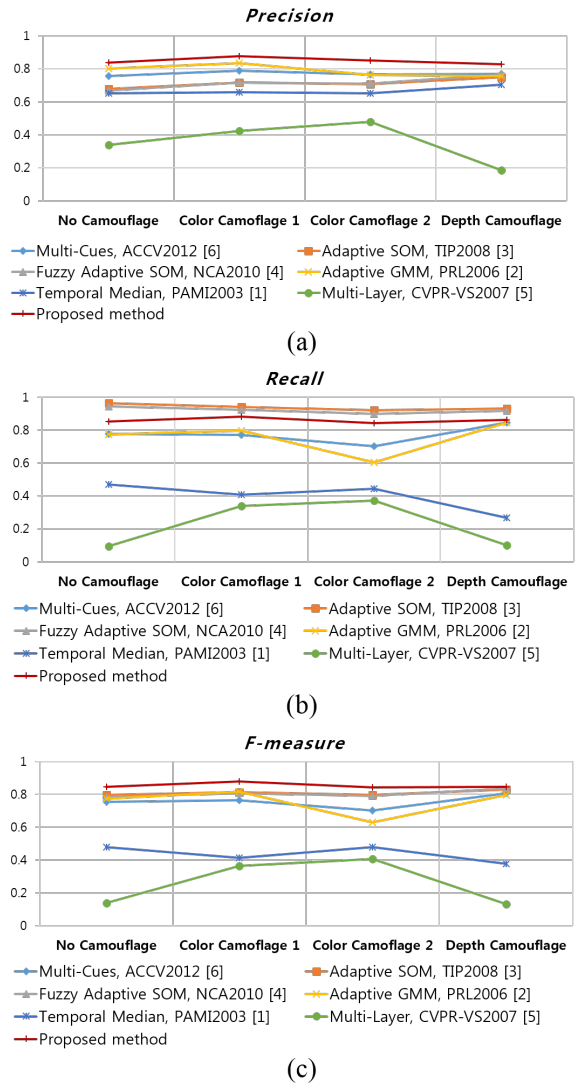 Precision
1
0.8
0.6
0.4
0.2
0
No Camouflage Color Camoflage 1 Color Camoflage 2 Depth Camouflage
Multi-Cues, ACCV2012 [6] Adaptive SOM, TIP2008 [3]
Fuzzy Adaptive SOM, NCA2010 [4] Adaptive GMM, PRL2006 [2]
Temporal Median, PAMI2003 [1] Multi-Layer, CVPR-VS2007 [5]
Proposed method
(a)
Recall
1
0.8
0.6
0.4
0.2
0
No Camouflage Color Camoflage 1 Color Camoflage 2 Depth Camouflage
Multi-Cues, ACCV2012 [6] Adaptive SOM, TIP2008 [3]
Fuzzy Adaptive SOM, NCA2010 [4] Adaptive GMM, PRL2006 [2]
Temporal Median, PAMI2003 [1] Multi-Layer, CVPR-VS2007 [5]
Proposed method
(b)
F-measure
1
0.8
0.6
0.4
0.2
0
No Camouflage Color Camoflage 1 Color Camoflage 2 Depth Camouflage
Multi-Cues, ACCV2012 [6] Adaptive SOM, TIP2008 [3]
Fuzzy Adaptive SOM, NCA2010 [4] Adaptive GMM, PRL2006 [2]
Temporal Median, PAMI2003 [1] Multi-Layer, CVPR-VS2007 [5]
Proposed method
(c)